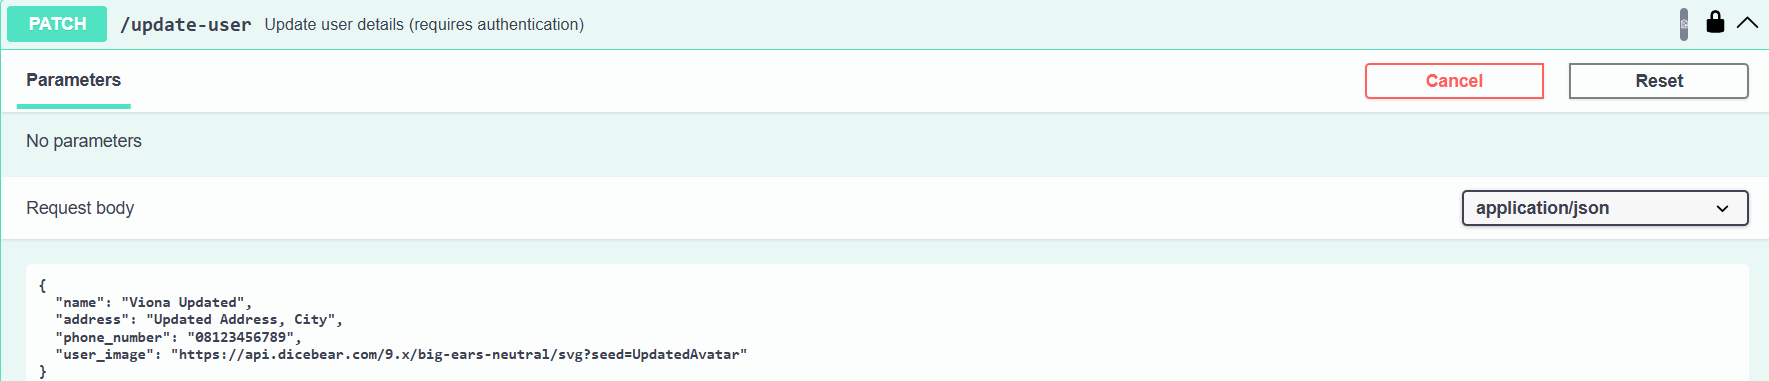 PATCH /update-user Update user details (requires authentication)
Parameters Cancel Reset
No parameters
Request body application/json
{
  "name": "Viona Updated",
  "address": "Updated Address, City",
  "phone_number": "08123456789",
  "user_image": "https://api.dicebear.com/9.x/big-ears-neutral/svg?seed=UpdatedAvatar"
}